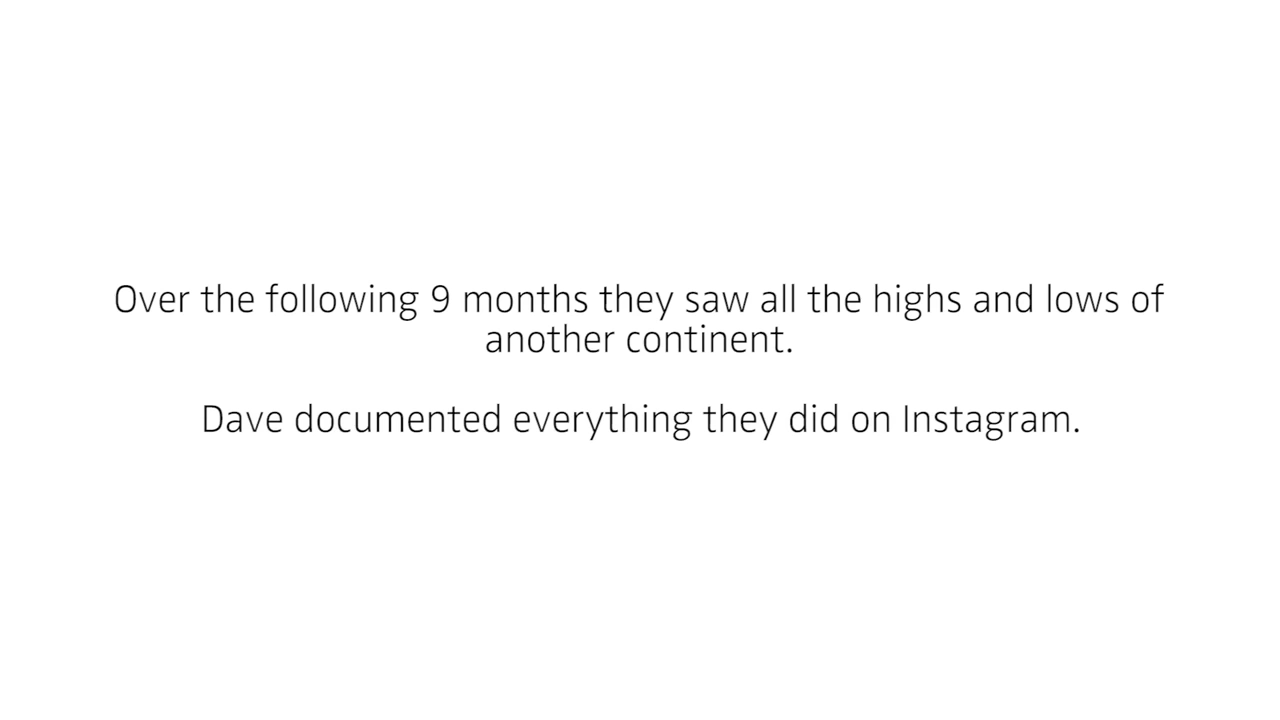 Over the following 9 months they saw all the highs and lows of
another continent.
Dave documented everything they did on Instagram.